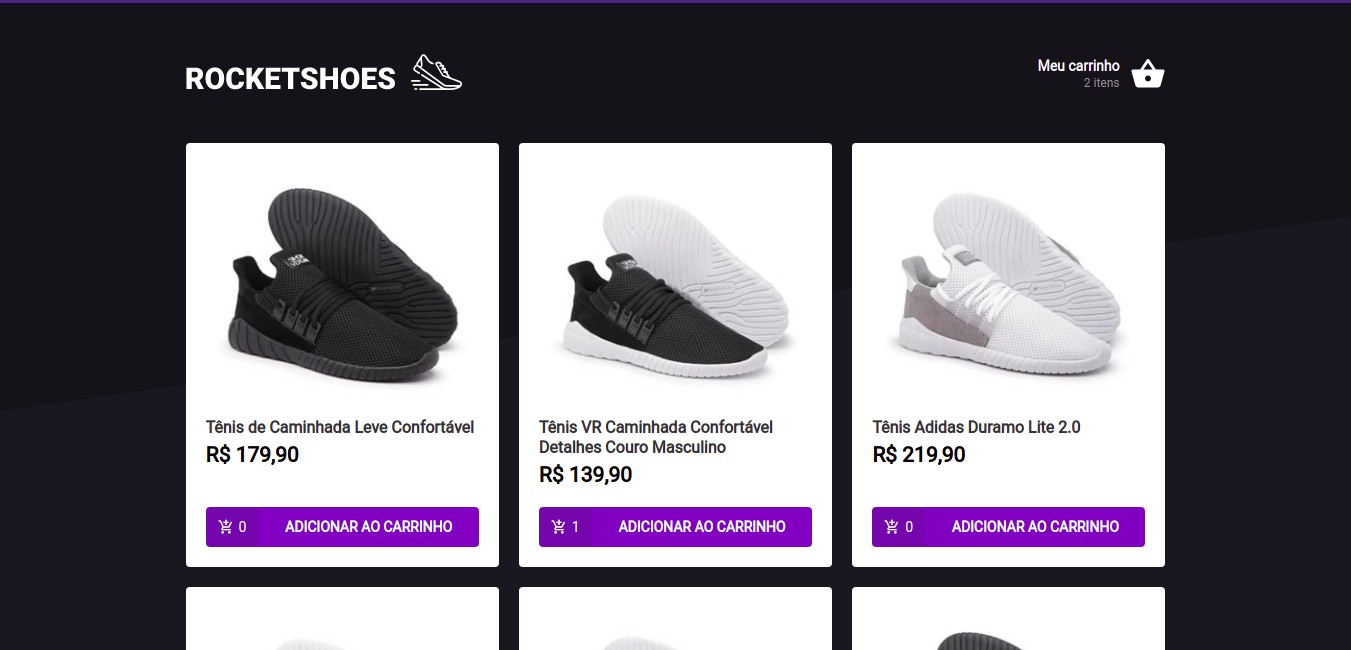 ROCKETSHOES
Meu carrinho
2 itens
Tênis de Caminhada Leve Confortável
R$ 179,90
0 ADICIONAR AO CARRINHO
Tênis VR Caminhada Confortável
Detalhes Couro Masculino
R$ 139,90
1 ADICIONAR AO CARRINHO
Tênis Adidas Duramo Lite 2.0
R$ 219,90
0 ADICIONAR AO CARRINHO